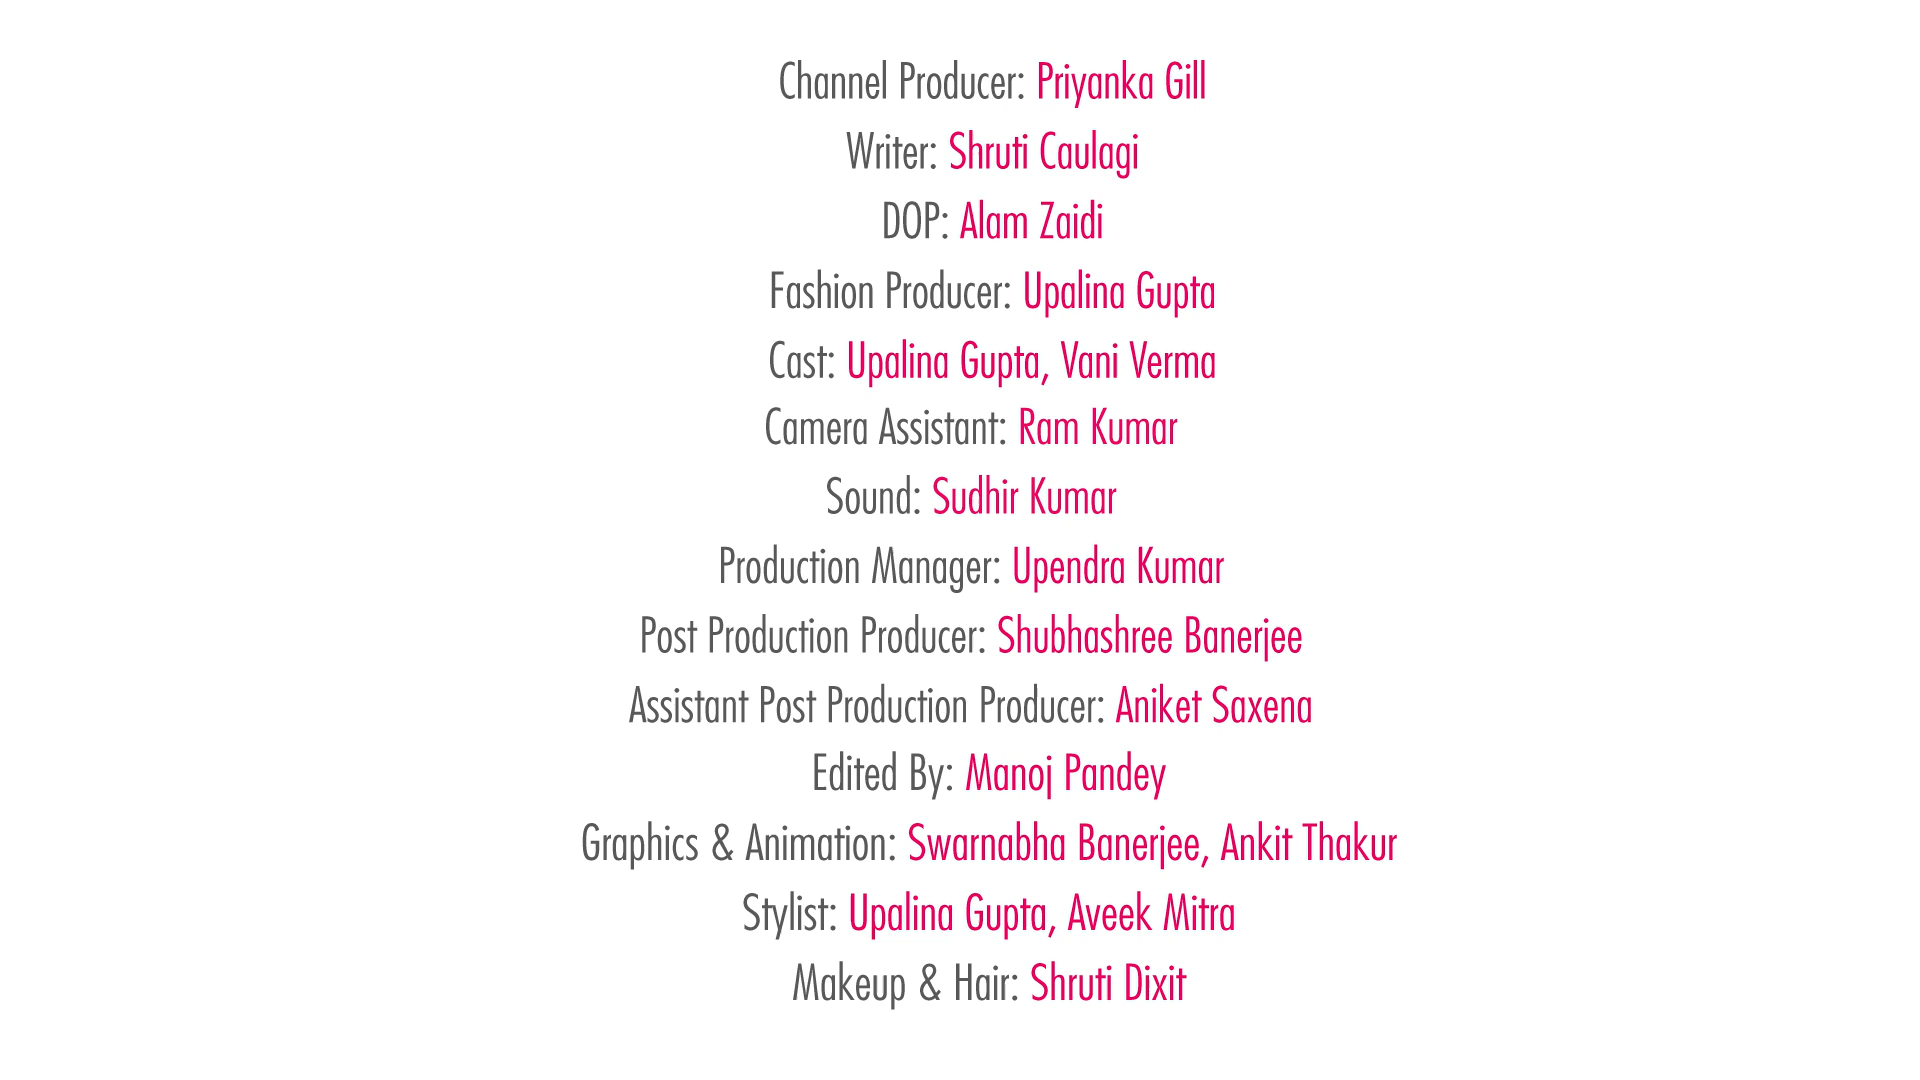 Channel Producer: Priyanka Gill
Writer: Shruti Caulagi
DOP: Alam Zaidi
Fashion Producer: Upalina Gupta
Cast: Upalina Gupta, Vani Verma
Camera Assistant: Ram Kumar
Sound: Sudhir Kumar
Production Manager: Upendra Kumar
Post Production Producer: Shubhashree Banerjee
Assistant Post Production Producer: Aniket Saxena
Edited By: Manoj Pandey
Graphics & Animation: Swarnabha Banerjee, Ankit Thakur
Stylist: Upalina Gupta, Aveek Mitra
Makeup & Hair: Shruti Dixit